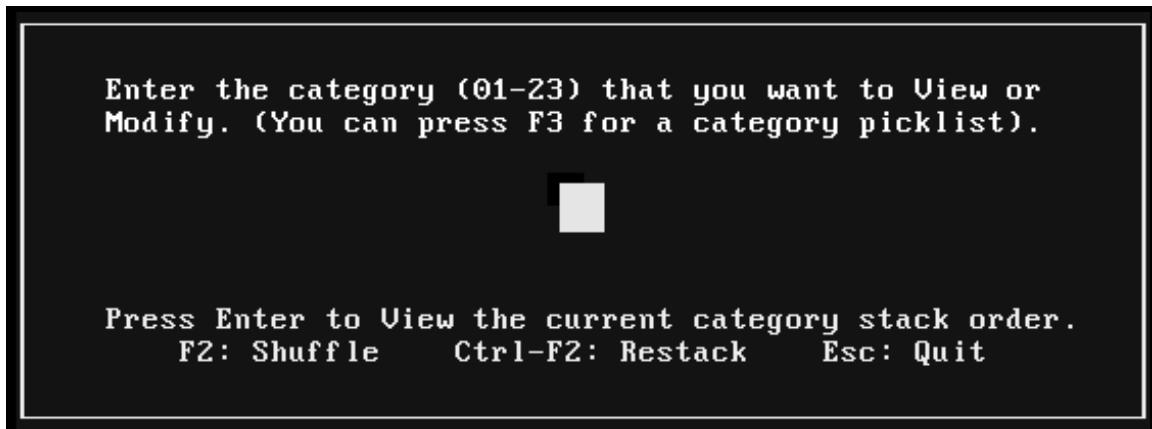 Enter the category (01-23) that you want to View or
Modify. (You can press F3 for a category picklist).
Press Enter to View the current category stack order.
F2: Shuffle    Ctrl-F2: Restack    Esc: Quit